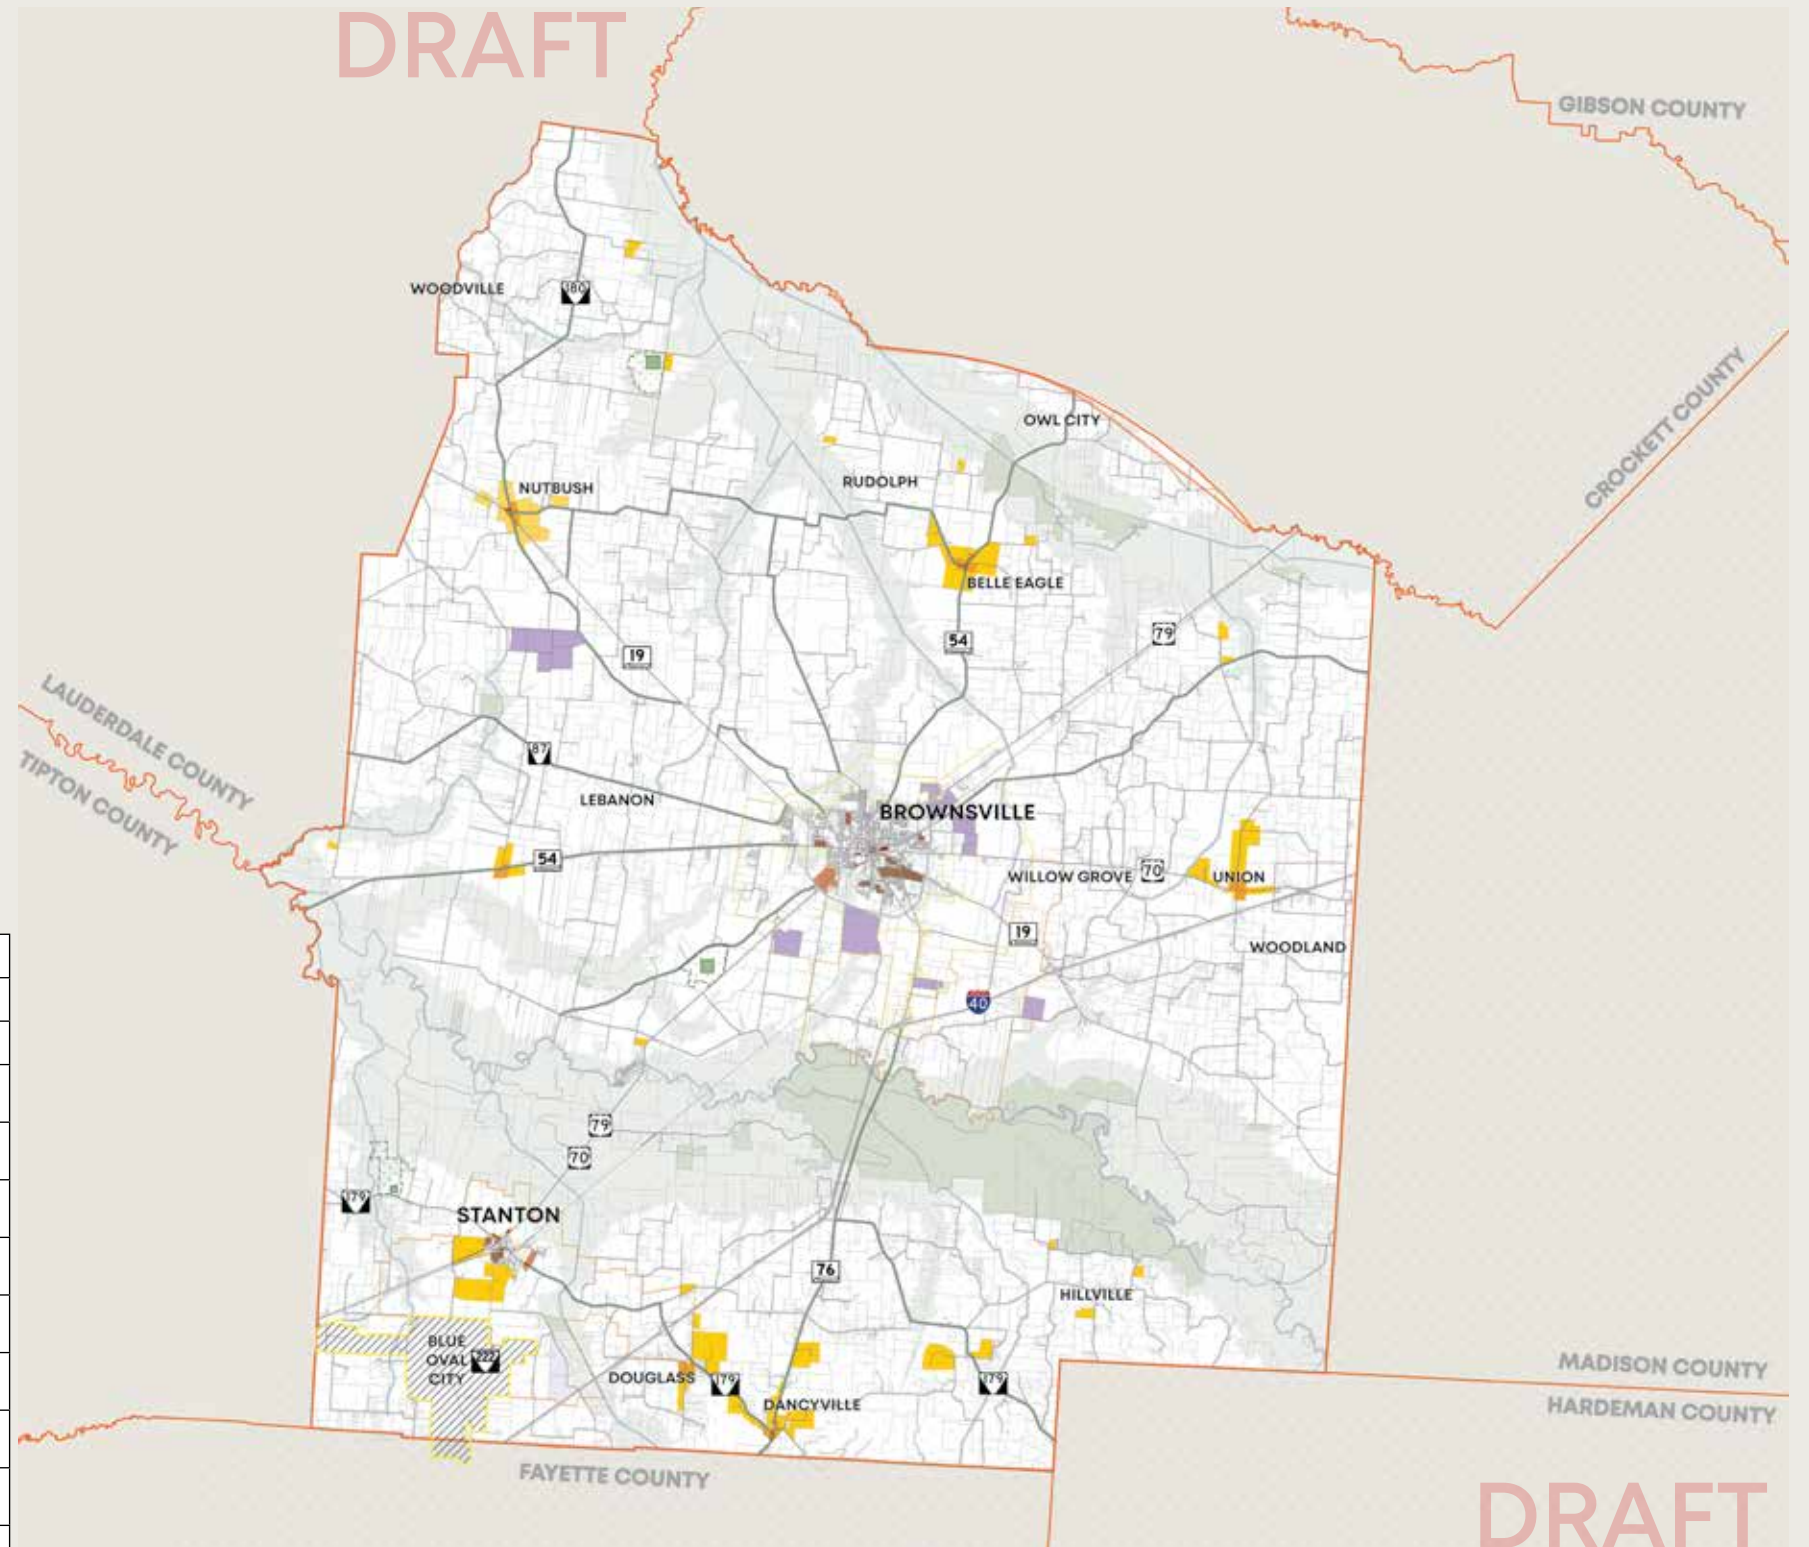 DRAFT
GIBSON COUNTY
WOODVILLE
180
CROCKETT COUNTY
OWL CITY
NUTBUSH
RUDOLPH
BELLE EAGLE
54
79
19
LAUDERDALE COUNTY
TIPTON COUNTY
87
LEBANON
BROWNSVILLE
54
WILLOW GROVE
70
UNION
19
WOODLAND
40
79
70
179
STANTON
76
HILLVILLE
BLUE
OVAL
CITY
222
DOUGLASS
179
DANCYVILLE
179
MADISON COUNTY
HARDEMAN COUNTY
FAYETTE COUNTY
DRAFT